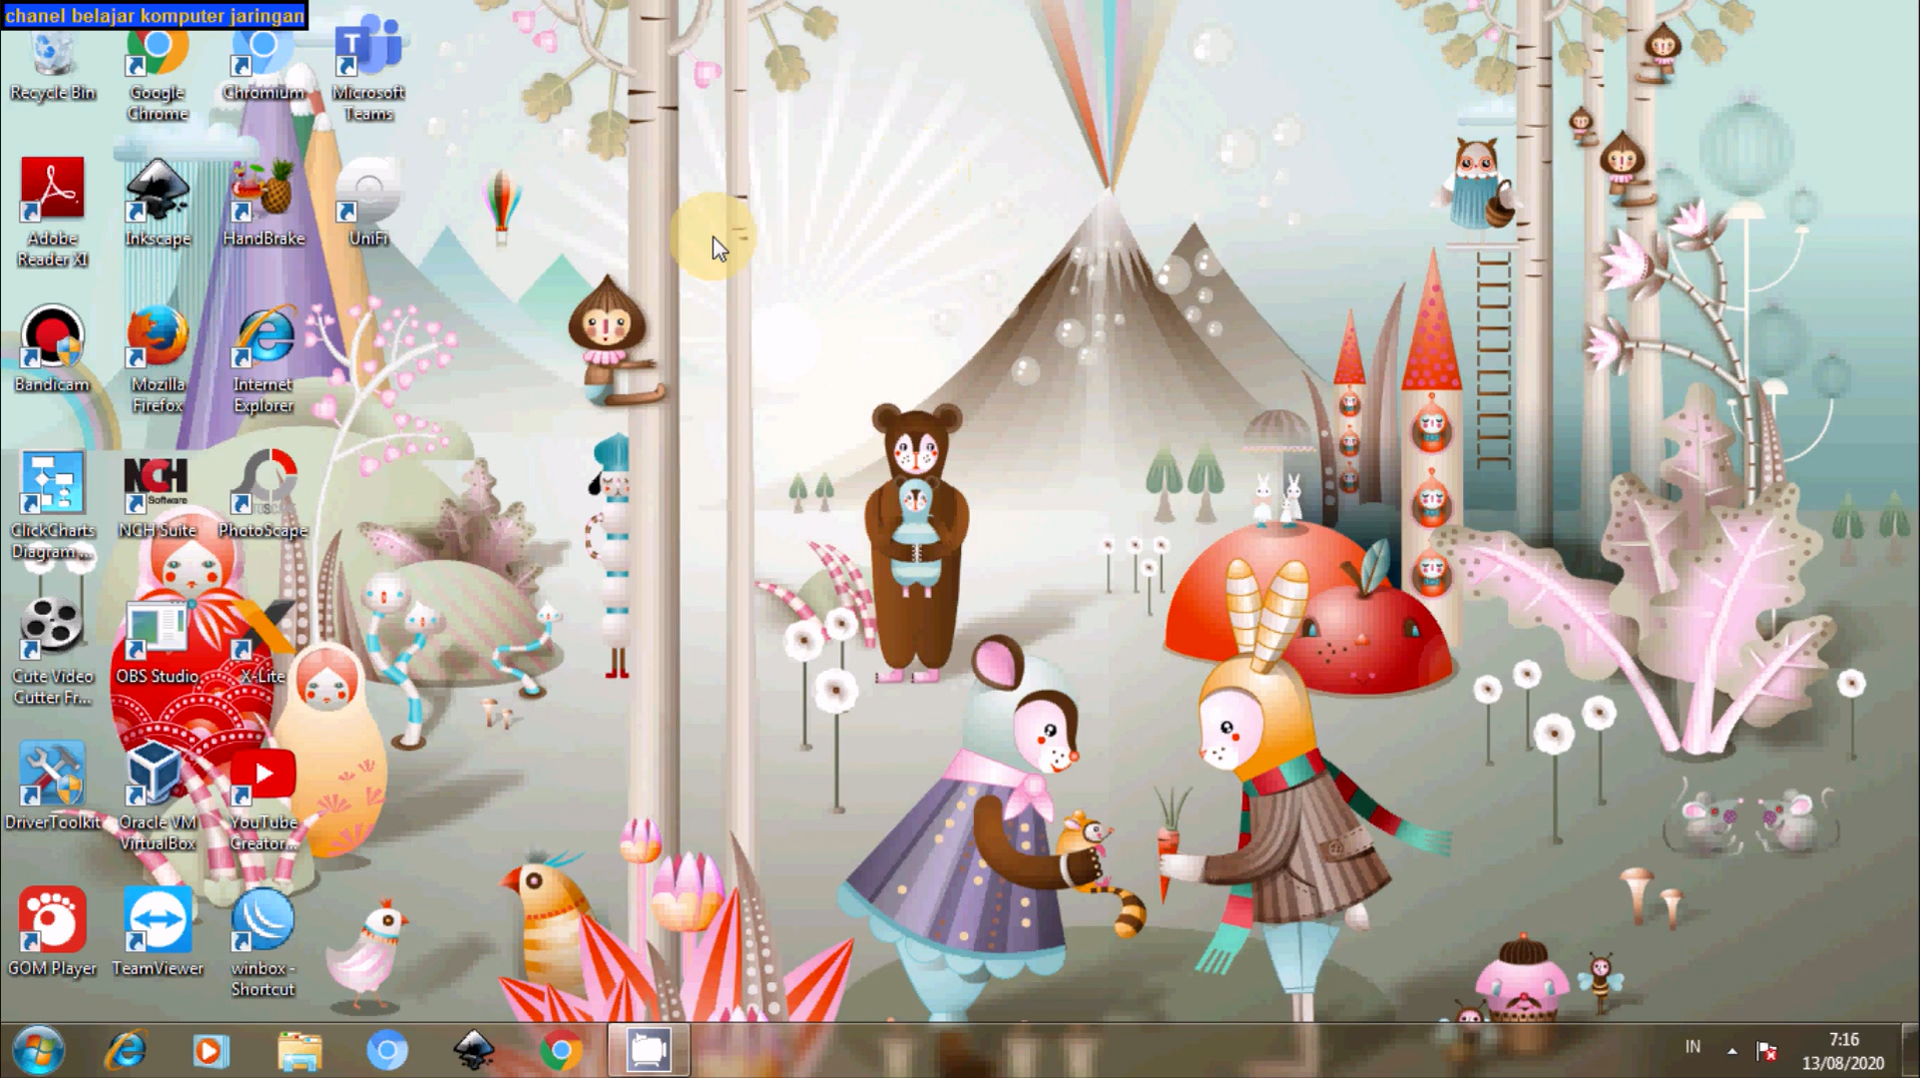 chanel belajar komputer jaringan
Recycle Bin
Google
Chrome
Chromium
T
Microsoft
Teams
Adobe
Reader XI
Inkscape
HandBrake
UniFi
Bandicam
Mozilla
Firefox
Internet
Explorer
ClickCharts
Diagram ...
NCH
Software
NCH Suite
PhotoScape
Cute Video
Cutter Fr...
OBS Studio
X-Lite
DriverToolkit
Oracle VM
VirtualBox
YouTube
Creator...
GOM Player
TeamViewer
winbox -
Shortcut
IN
7:16
13/08/2020